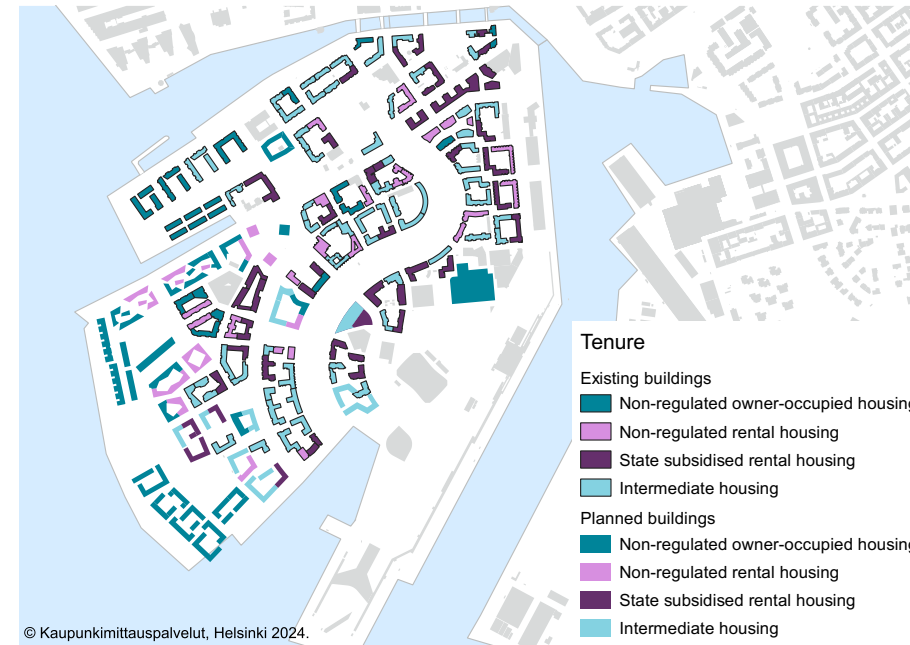 Tenure
Existing buildings
Non-regulated owner-occupied housing
Non-regulated rental housing
State subsidised rental housing
Intermediate housing
Planned buildings
Non-regulated owner-occupied housing
Non-regulated rental housing
State subsidised rental housing
Intermediate housing
© Kaupunkimittauspalvelut, Helsinki 2024.